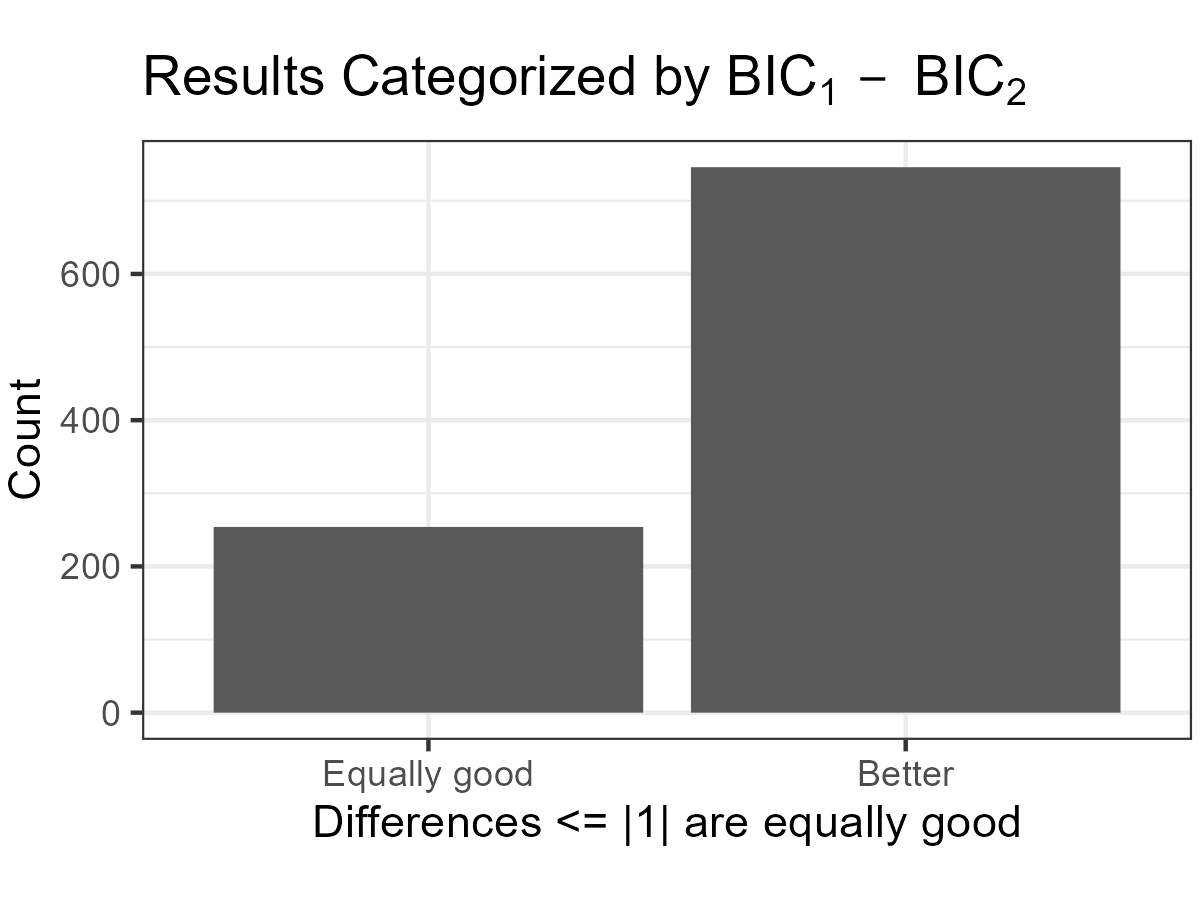 Results Categorized by BIC₁ − BIC₂
Count
600
400
200
0
Equally good
Better
Differences <= |1| are equally good